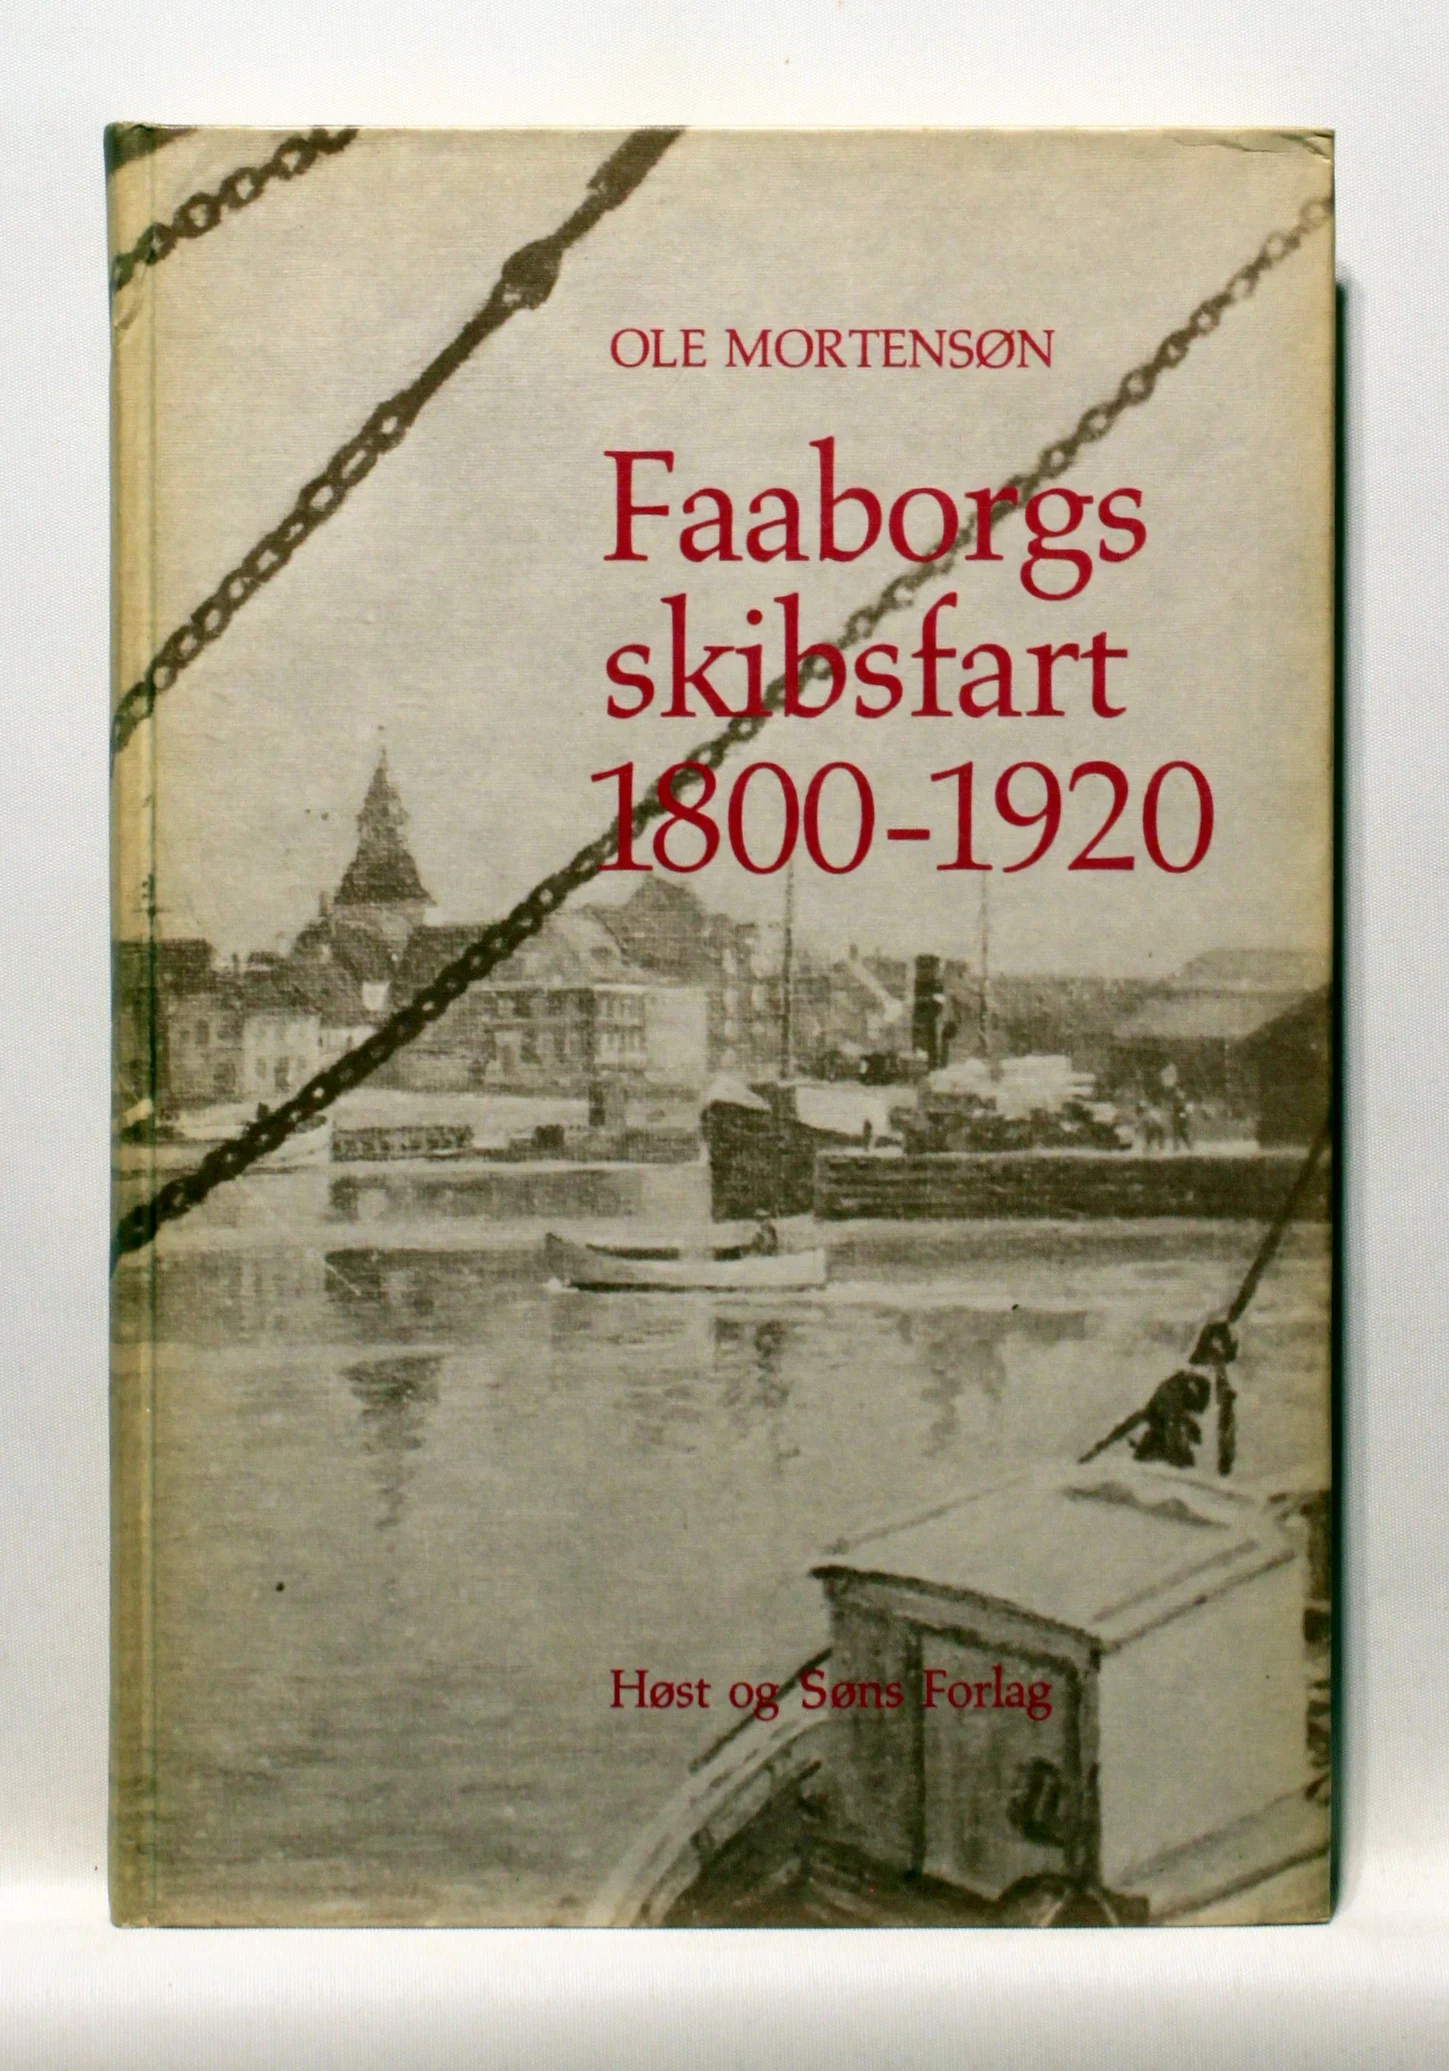 OLE MORTENSØN
Faaborgs
skibsfart
1800-1920
Høst og Søns Forlag